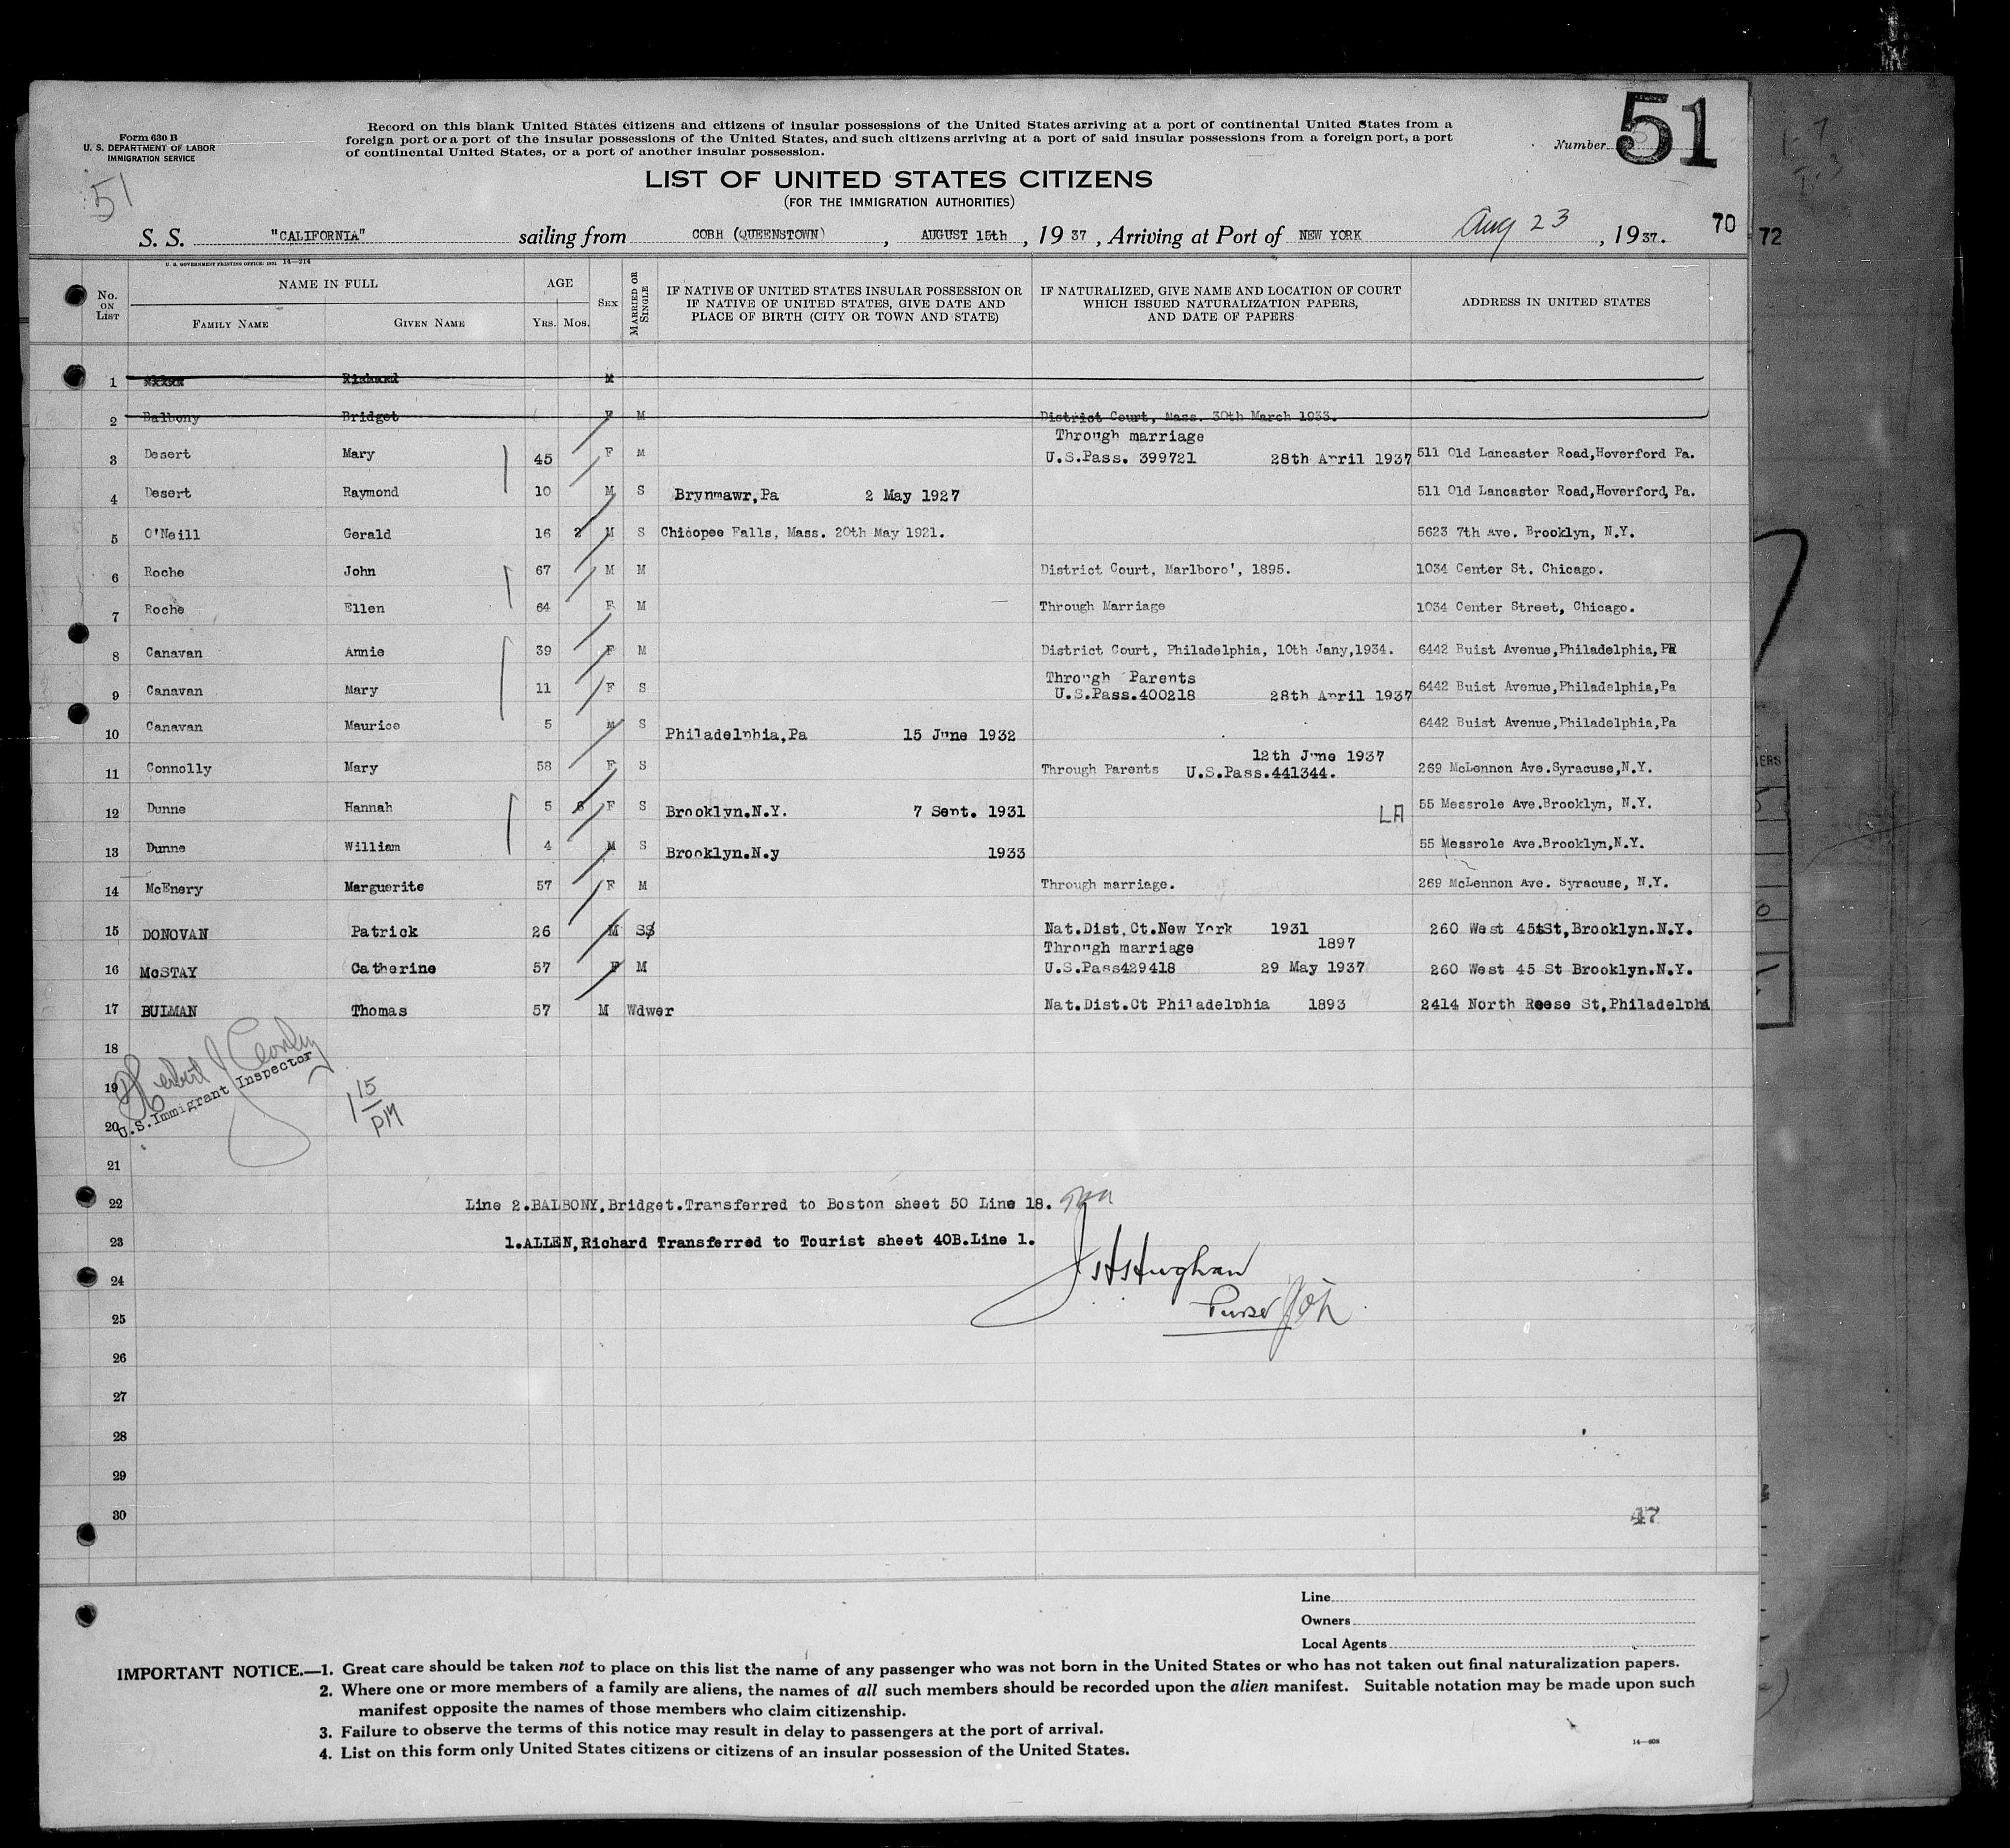 Form 630 B
U. S. DEPARTMENT OF LABOR
IMMIGRATION SERVICE
51
Record on this blank United States citizens and citizens of insular possessions of the United States arriving at a port of continental United States from a
foreign port or a port of the insular possessions of the United States, and such citizens arriving at a port of said insular possessions from a foreign port, a port
of continental United States, or a port of another insular possession.
Number 51
LIST OF UNITED STATES CITIZENS
(FOR THE IMMIGRATION AUTHORITIES)
S. S. "CALIFORNIA" sailing from COBH (QUEENSTOWN), AUGUST 15th, 1937, Arriving at Port of NEW YORK Aug 23, 1937. 70 72
U. S. GOVERNMENT PRINTING OFFICE: 1931 14-214
No. ON LIST NAME IN FULL FAMILY NAME GIVEN NAME AGE YRS. MOS. SEX MARRIED OR SINGLE IF NATIVE OF UNITED STATES INSULAR POSSESSION OR IF NATIVE OF UNITED STATES, GIVE DATE AND PLACE OF BIRTH (CITY OR TOWN AND STATE) IF NATURALIZED, GIVE NAME AND LOCATION OF COURT WHICH ISSUED NATURALIZATION PAPERS, AND DATE OF PAPERS ADDRESS IN UNITED STATES
1 Richard M
2 Balbony Bridget F M District Court, Mass. 30th March 1933.
Through marriage
3 Desert Mary 45 F M U.S.Pass. 399721 28th April 1937 511 Old Lancaster Road,Hoverford Pa.
4 Desert Raymond 10 M S Brynmawr,Pa 2 May 1927 511 Old Lancaster Road,Hoverford, Pa.
5 O'Neill Gerald 16 2 M S Chicopee Falls, Mass. 20th May 1921. 5623 7th Ave. Brooklyn, N.Y.
6 Roche John 67 M M District Court, Marlboro', 1895. 1034 Center St. Chicago.
7 Roche Ellen 64 F M Through Marriage 1034 Center Street, Chicago.
8 Canavan Annie 39 F M District Court, Philadelphia, 10th Jany,1934. 6442 Buist Avenue,Philadelphia,PA
Through Parents
9 Canavan Mary 11 F S U.S.Pass.400218 28th April 1937 6442 Buist Avenue,Philadelphia,Pa
10 Canavan Maurice 5 M S Philadelphia,Pa 15 June 1932 6442 Buist Avenue,Philadelphia,Pa
12th June 1937
11 Connolly Mary 58 F S Through Parents U.S.Pass.441344. 269 McLennon Ave.Syracuse,N.Y.
12 Dunne Hannah 5 6 F S Brooklyn.N.Y. 7 Sept. 1931 LA 55 Messrole Ave.Brooklyn, N.Y.
13 Dunne William 4 M S Brooklyn.N.y 1933 55 Messrole Ave.Brooklyn,N.Y.
14 McEnery Marguerite 57 F M Through marriage. 269 McLennon Ave. Syracuse, N.Y.
15 DONOVAN Patrick 26 M SS Nat.Dist.Ct.New York 1931 260 West 45tSt,Brooklyn.N.Y.
Through marriage 1897
16 McSTAY Catherine 57 F M U.S.Pass429418 29 May 1937 260 West 45 St Brooklyn.N.Y.
17 BULMAN Thomas 57 M Wdwer Nat.Dist.Ct Philadelphia 1893 2414 North Reese St,Philadelphi
18
19
U.S.Immigrant Inspector
1 15/PM
20
21
22 Line 2.BALBONY,Bridget.Transferred to Boston sheet 50 Line 18.
23 1.ALLEN,Richard Transferred to Tourist sheet 40B.Line 1.
24
Purser
25
26
27
28
29
30
47
Line
Owners
Local Agents
IMPORTANT NOTICE.—1. Great care should be taken not to place on this list the name of any passenger who was not born in the United States or who has not taken out final naturalization papers.
2. Where one or more members of a family are aliens, the names of all such members should be recorded upon the alien manifest. Suitable notation may be made upon such
manifest opposite the names of those members who claim citizenship.
3. Failure to observe the terms of this notice may result in delay to passengers at the port of arrival.
4. List on this form only United States citizens or citizens of an insular possession of the United States.
14-608